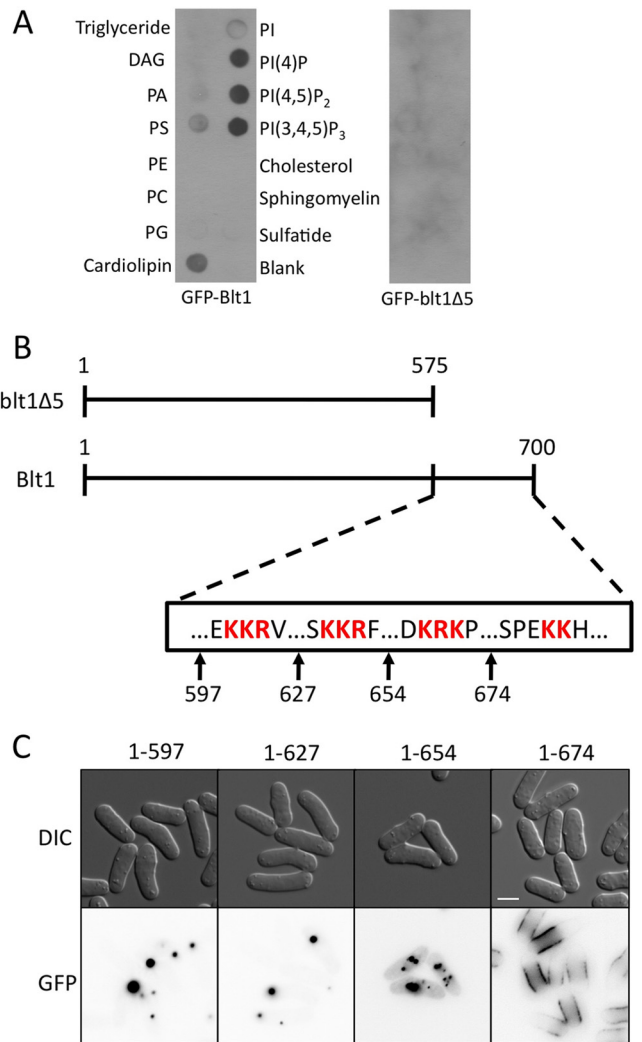 A
Triglyceride PI
DAG PI(4)P
PA PI(4,5)P2
PS PI(3,4,5)P3
PE Cholesterol
PC Sphingomyelin
PG Sulfatide
Cardiolipin Blank
GFP-Blt1 GFP-blt1Δ5
B
1 575
blt1Δ5
1 700
Blt1
...EKKRV...SKKRF...DKRKP...SPEKKH...
597 627 654 674
C
1-597 1-627 1-654 1-674
DIC
GFP